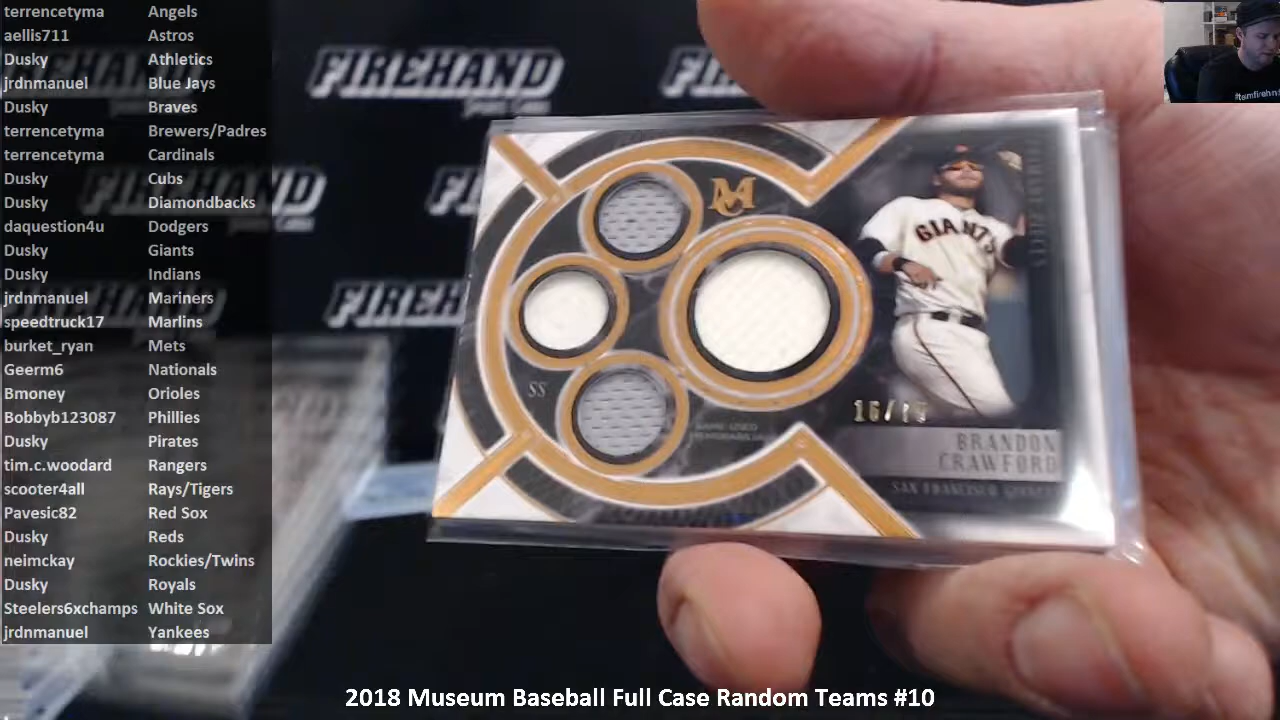 terrencetyma Angels
aellis711 Astros
Dusky Athletics
jrdnmanuel Blue Jays
Dusky Braves
terrencetyma Brewers/Padres
terrencetyma Cardinals
Dusky Cubs
Dusky Diamondbacks
daquestion4u Dodgers
Dusky Giants
Dusky Indians
jrdnmanuel Mariners
speedtruck17 Marlins
burket_ryan Mets
Geerm6 Nationals
Bmoney Orioles
Bobbyb123087 Phillies
Dusky Pirates
tim.c.woodard Rangers
scooter4all Rays/Tigers
Pavesic82 Red Sox
Dusky Reds
neimckay Rockies/Twins
Dusky Royals
Steelers6xchamps White Sox
jrdnmanuel Yankees
FIREHAND
M
GIANTS
SS
BRANDON
CRAWFORD
SAN FRANCISCO GIANTS
2018 Museum Baseball Full Case Random Teams #10